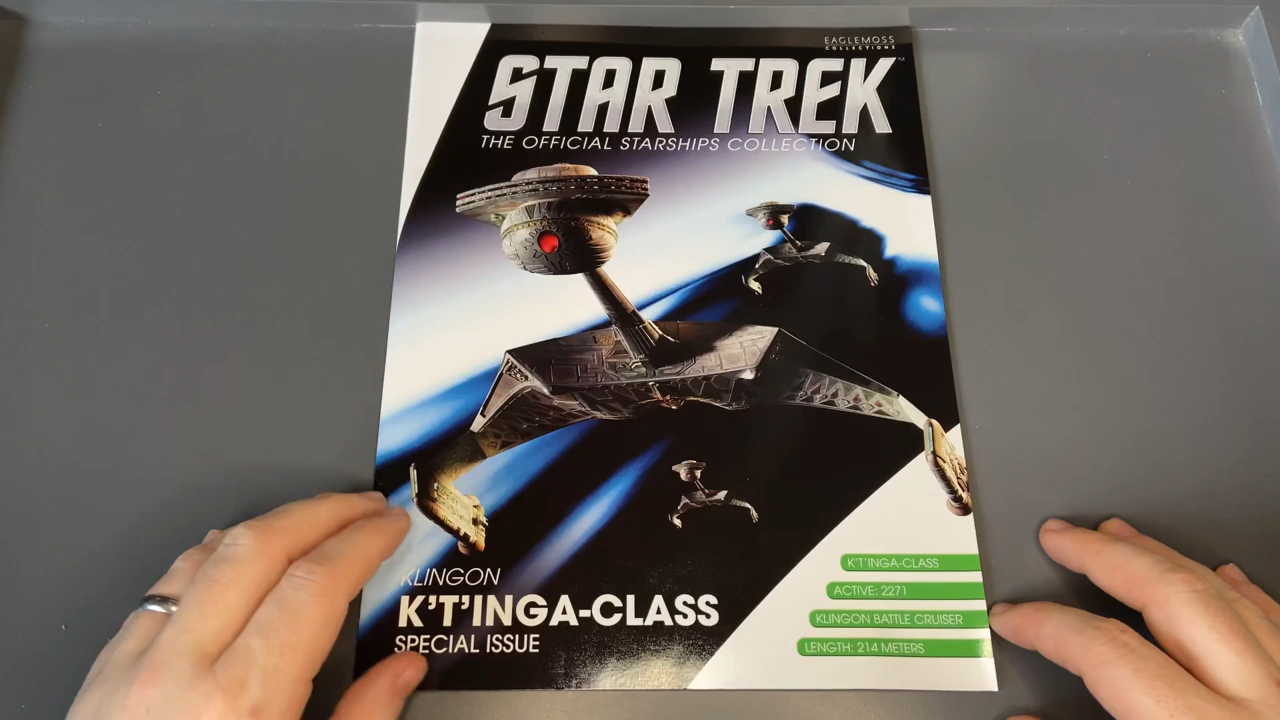 EAGLEMOSS
COLLECTIONS
STAR TREK™
THE OFFICIAL STARSHIPS COLLECTION
KLINGON
K'T'INGA-CLASS
SPECIAL ISSUE
K'T'INGA-CLASS
ACTIVE: 2271
KLINGON BATTLE CRUISER
LENGTH: 214 METERS